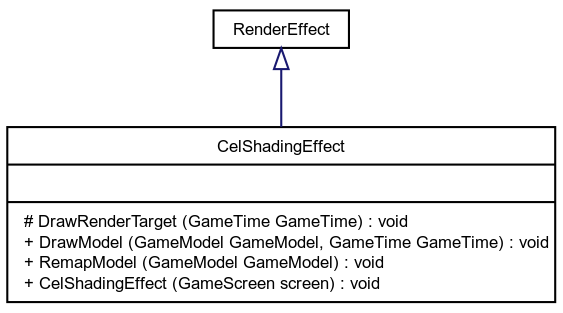 RenderEffect
CelShadingEffect
# DrawRenderTarget (GameTime GameTime) : void
+ DrawModel (GameModel GameModel, GameTime GameTime) : void
+ RemapModel (GameModel GameModel) : void
+ CelShadingEffect (GameScreen screen) : void